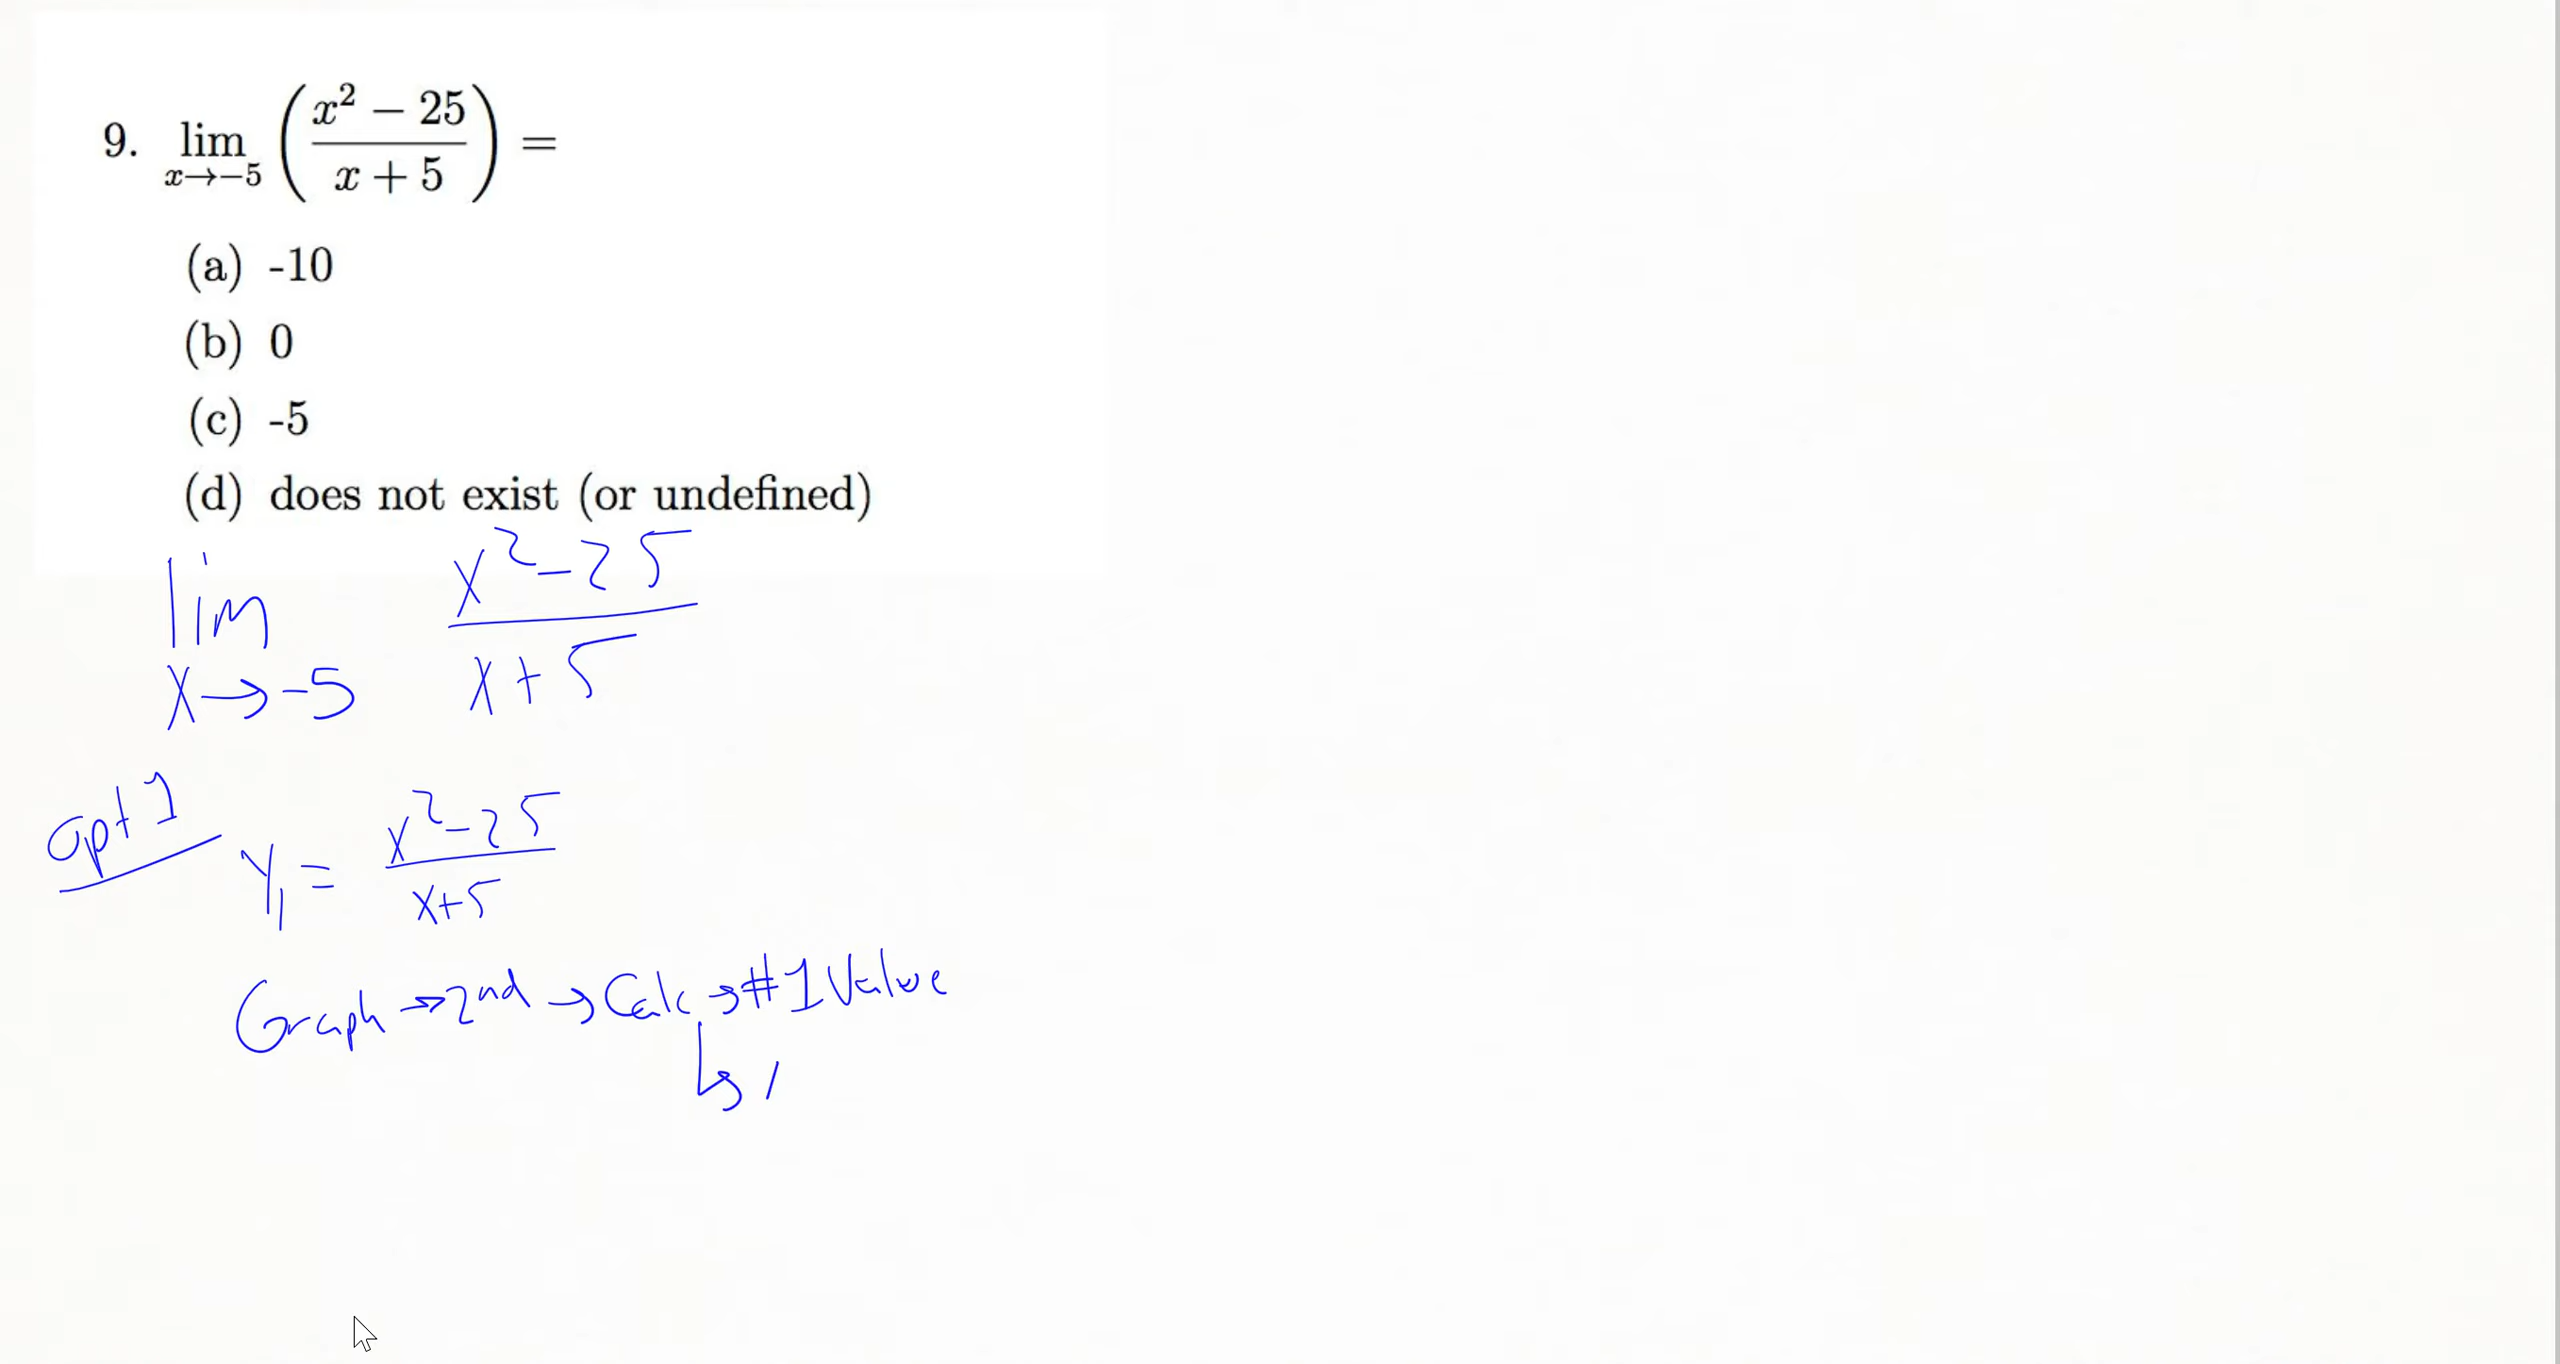 9. lim x→−5 ( (x² − 25) / (x + 5) ) =
(a) -10
(b) 0
(c) -5
(d) does not exist (or undefined)
lim x→-5 (x²-25) / (x+5)
opt 1
Y₁ = (x²-25) / (x+5)
Graph → 2nd → Calc → #1 Value
↳